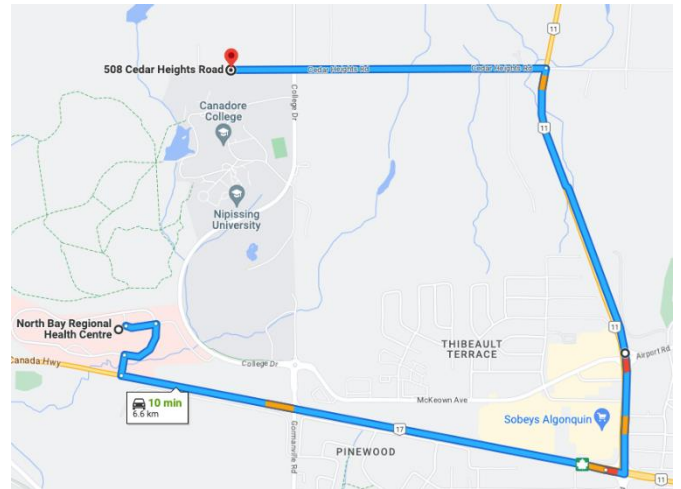 11
508 Cedar Heights Road
Cedar Heights Rd
Cedar Heights Rd
College Dr
11
Canadore
College
Nipissing
University
North Bay Regional
Health Centre
11
THIBEAULT
TERRACE
Airport Rd
Canada Hwy
College Dr
10 min
6.6 km
McKeown Ave
Sobeys Algonquin
Gormanville Rd
17
PINEWOOD
11